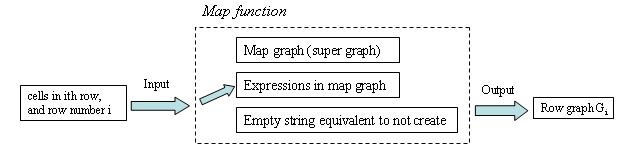 Map function
Map graph (super graph)
Input
Expressions in map graph
Output
cells in ith row,
and row number i
Row graph Gi
Empty string equivalent to not create